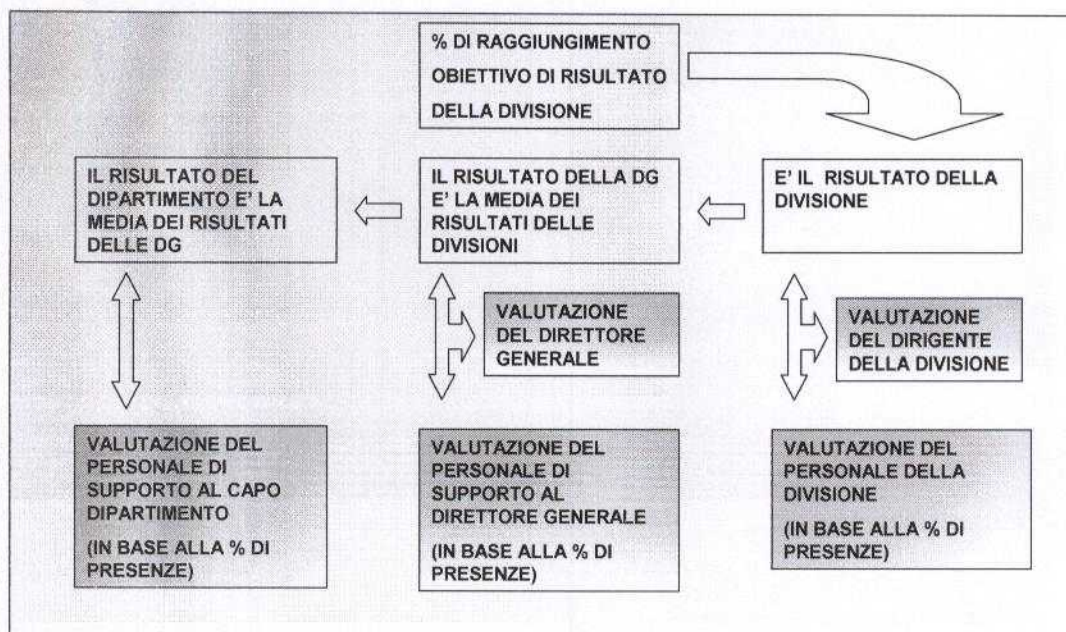 % DI RAGGIUNGIMENTO
OBIETTIVO DI RISULTATO
DELLA DIVISIONE
IL RISULTATO DEL
DIPARTIMENTO E' LA
MEDIA DEI RISULTATI
DELLE DG
IL RISULTATO DELLA DG
E' LA MEDIA DEI
RISULTATI DELLE
DIVISIONI
E' IL RISULTATO DELLA
DIVISIONE
VALUTAZIONE
DEL DIRETTORE
GENERALE
VALUTAZIONE
DEL DIRIGENTE
DELLA DIVISIONE
VALUTAZIONE DEL
PERSONALE DI
SUPPORTO AL CAPO
DIPARTIMENTO
(IN BASE ALLA % DI
PRESENZE)
VALUTAZIONE DEL
PERSONALE DI
SUPPORTO AL
DIRETTORE GENERALE
(IN BASE ALLA % DI
PRESENZE)
VALUTAZIONE DEL
PERSONALE DELLA
DIVISIONE
(IN BASE ALLA % DI
PRESENZE)